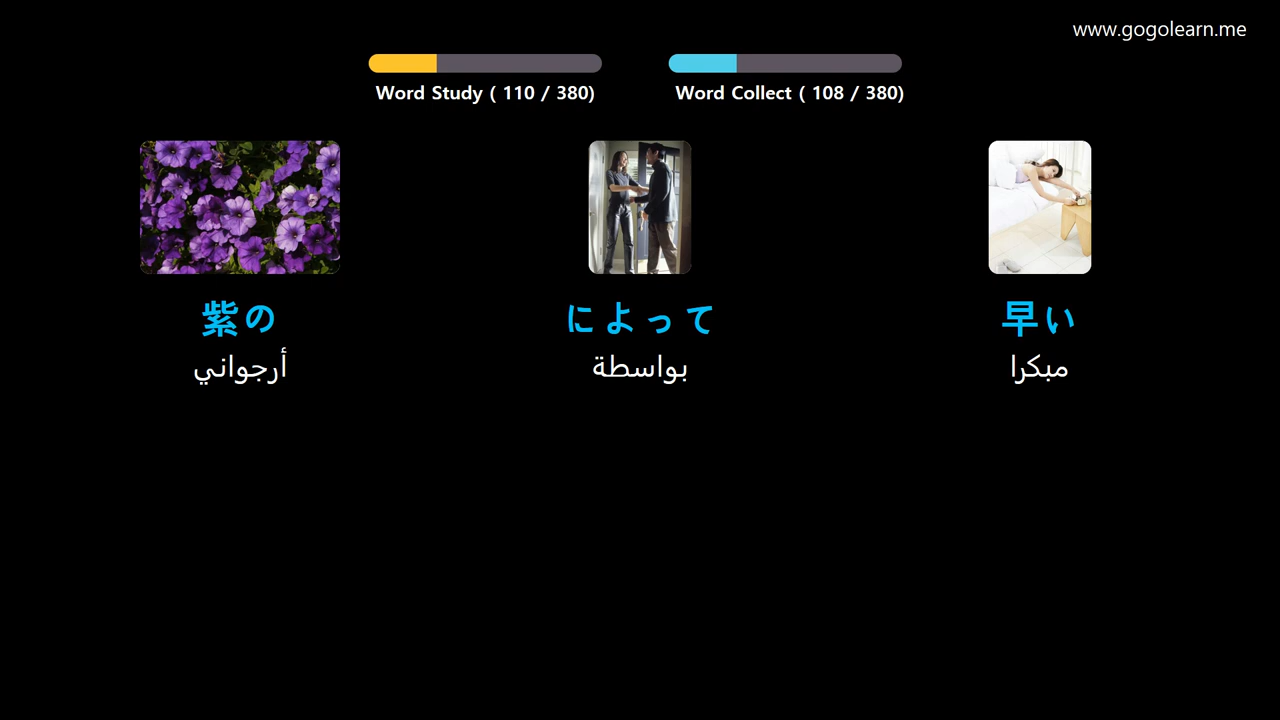 www.gogolearn.me
Word Study ( 110 / 380)
Word Collect ( 108 / 380)
紫の
によって
早い
أرجواني
بواسطة
مبكرا